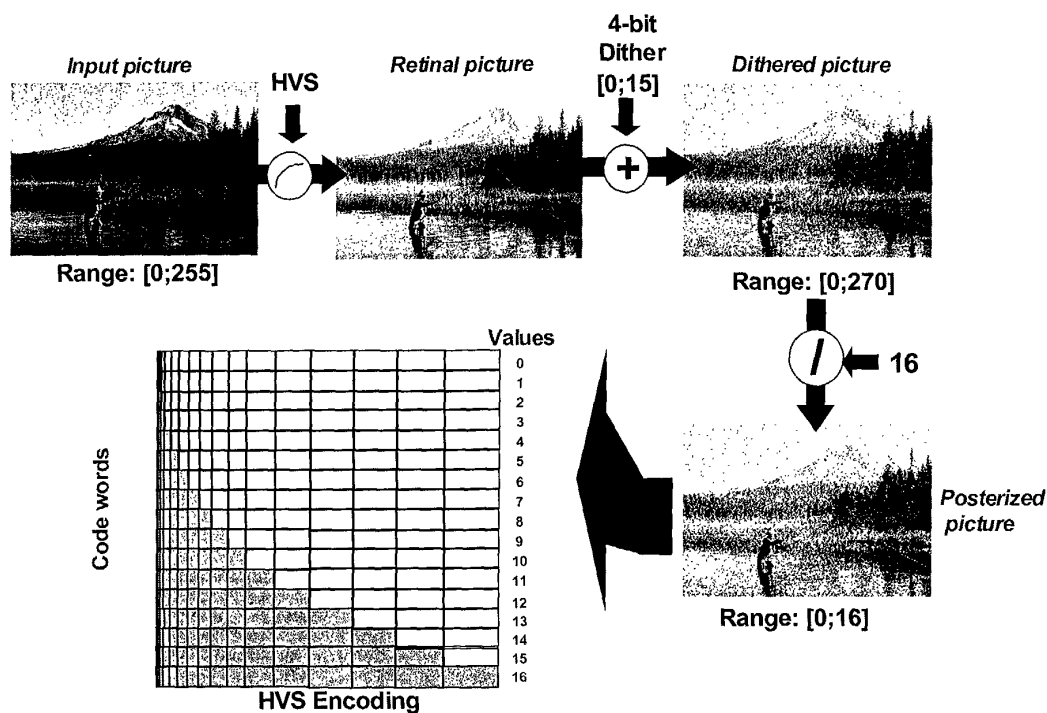 4-bit
Dither
[0;15]
Input picture
HVS
Retinal picture
Dithered picture
+
Range: [0;255]
Range: [0;270]
/
16
Values
0
1
2
3
4
5
6
7
8
9
10
11
12
13
14
15
16
Code words
HVS Encoding
Posterized
picture
Range: [0;16]